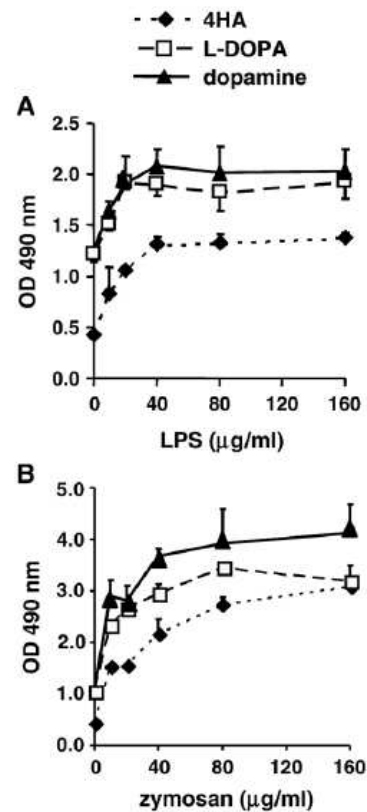 4HA
L-DOPA
dopamine
A
2.5
2.0
1.5
1.0
0.5
0.0
OD 490 nm
0 40 80 120 160
LPS (μg/ml)
B
5.0
4.0
3.0
2.0
1.0
0.0
OD 490 nm
0 40 80 120 160
zymosan (μg/ml)